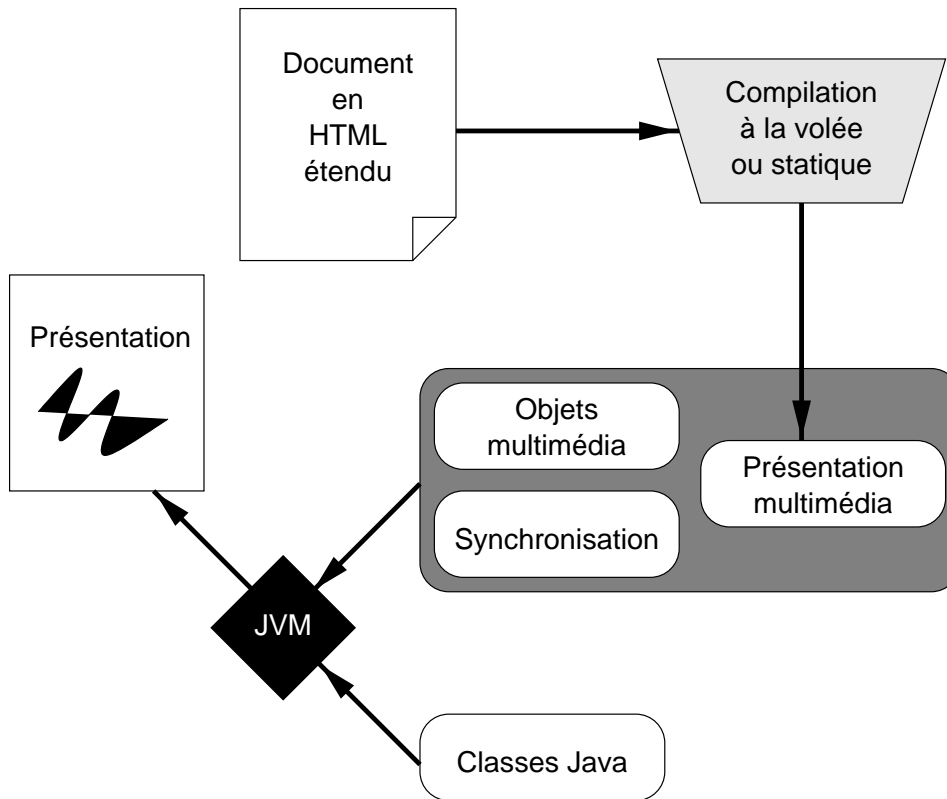 Document
en
HTML
étendu
Compilation
à la volée
ou statique
Présentation
Objets
multimédia
Présentation
multimédia
Synchronisation
JVM
Classes Java